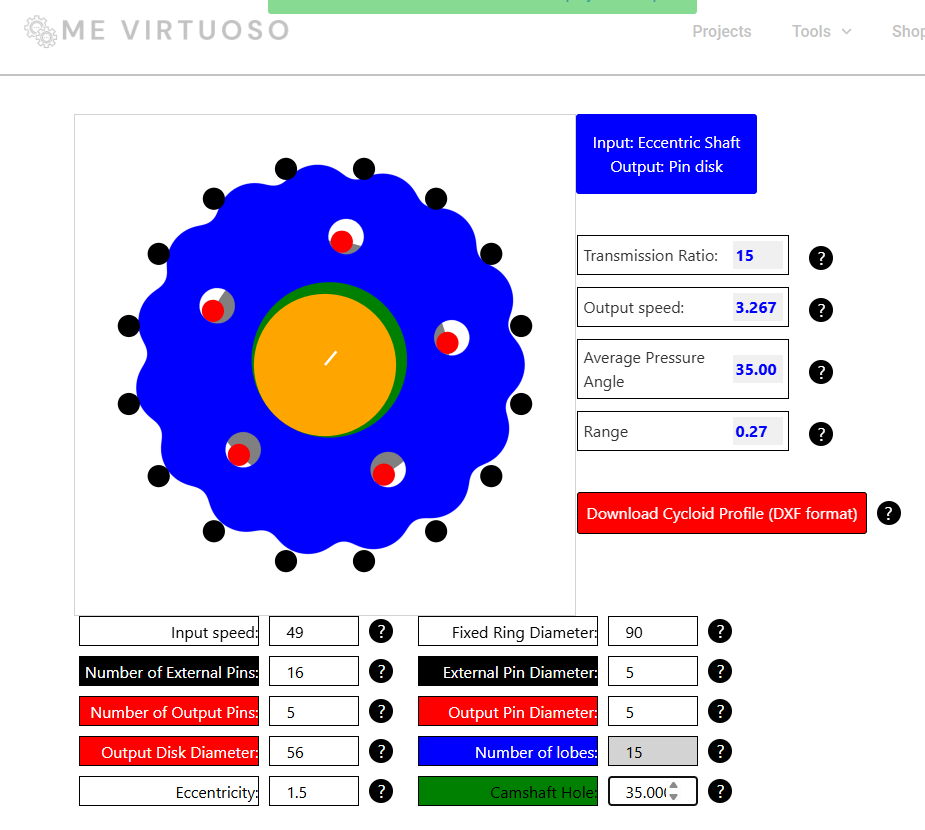 ME VIRTUOSO
Projects
Tools
Shop
Input: Eccentric Shaft
Output: Pin disk
Transmission Ratio: 15 ?
Output speed: 3.267 ?
Average Pressure
Angle 35.00 ?
Range 0.27 ?
Download Cycloid Profile (DXF format) ?
Input speed: 49 ? Fixed Ring Diameter: 90 ?
Number of External Pins: 16 ? External Pin Diameter: 5 ?
Number of Output Pins: 5 ? Output Pin Diameter: 5 ?
Output Disk Diameter: 56 ? Number of lobes: 15 ?
Eccentricity: 1.5 ? Camshaft Hole: 35.00 ?